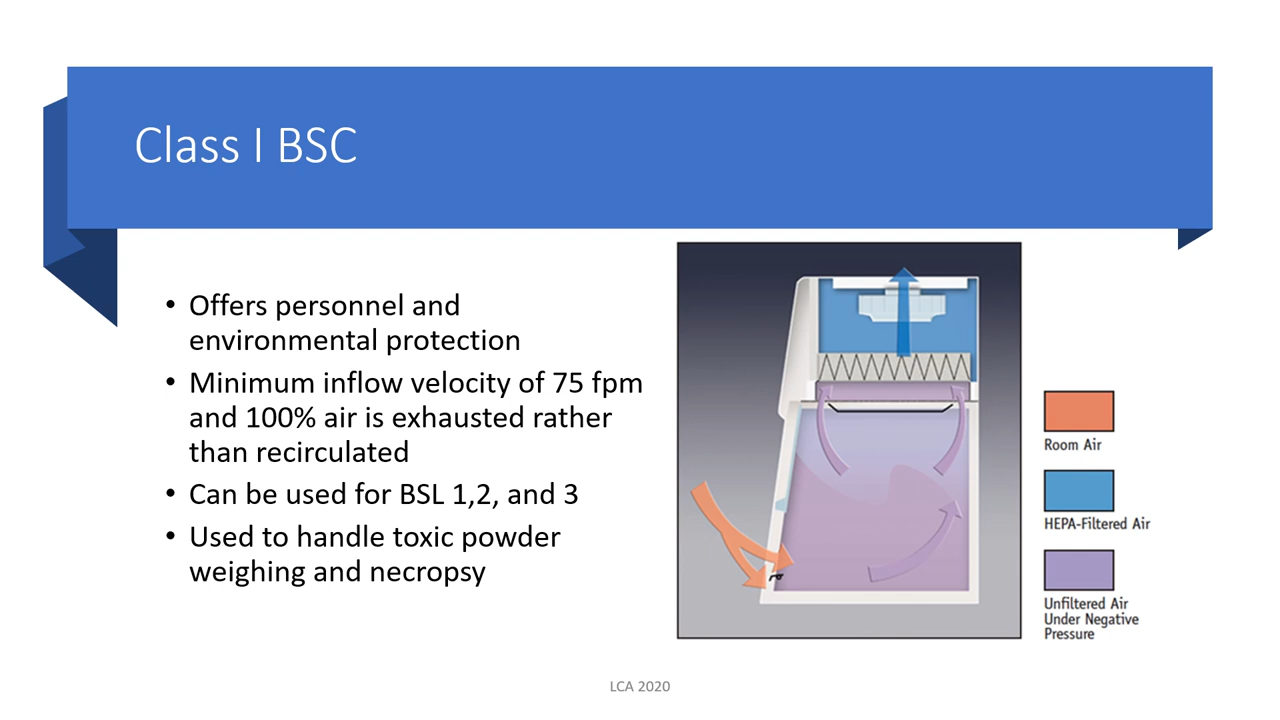 Class I BSC
• Offers personnel and
environmental protection
• Minimum inflow velocity of 75 fpm
and 100% air is exhausted rather
than recirculated
• Can be used for BSL 1,2, and 3
• Used to handle toxic powder
weighing and necropsy
Room Air
HEPA-Filtered Air
Unfiltered Air
Under Negative
Pressure
LCA 2020